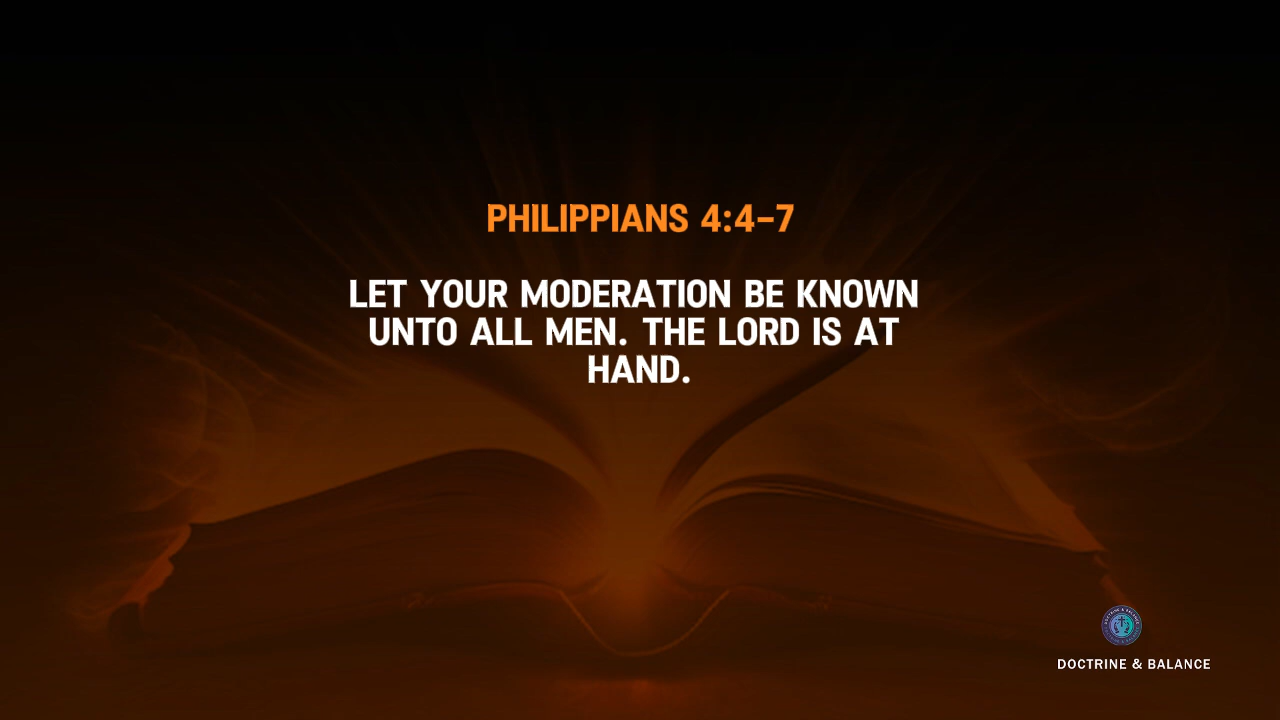 PHILIPPIANS 4:4–7
LET YOUR MODERATION BE KNOWN
UNTO ALL MEN. THE LORD IS AT
HAND.
DOCTRINE & BALANCE